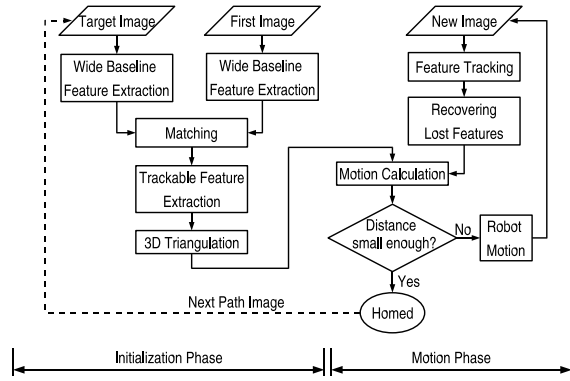 Target Image
First Image
New Image
Wide Baseline
Feature Extraction
Wide Baseline
Feature Extraction
Feature Tracking
Recovering
Lost Features
Matching
Trackable Feature
Extraction
3D Triangulation
Motion Calculation
Distance
small enough?
No
Robot
Motion
Yes
Next Path Image
Homed
Initialization Phase
Motion Phase